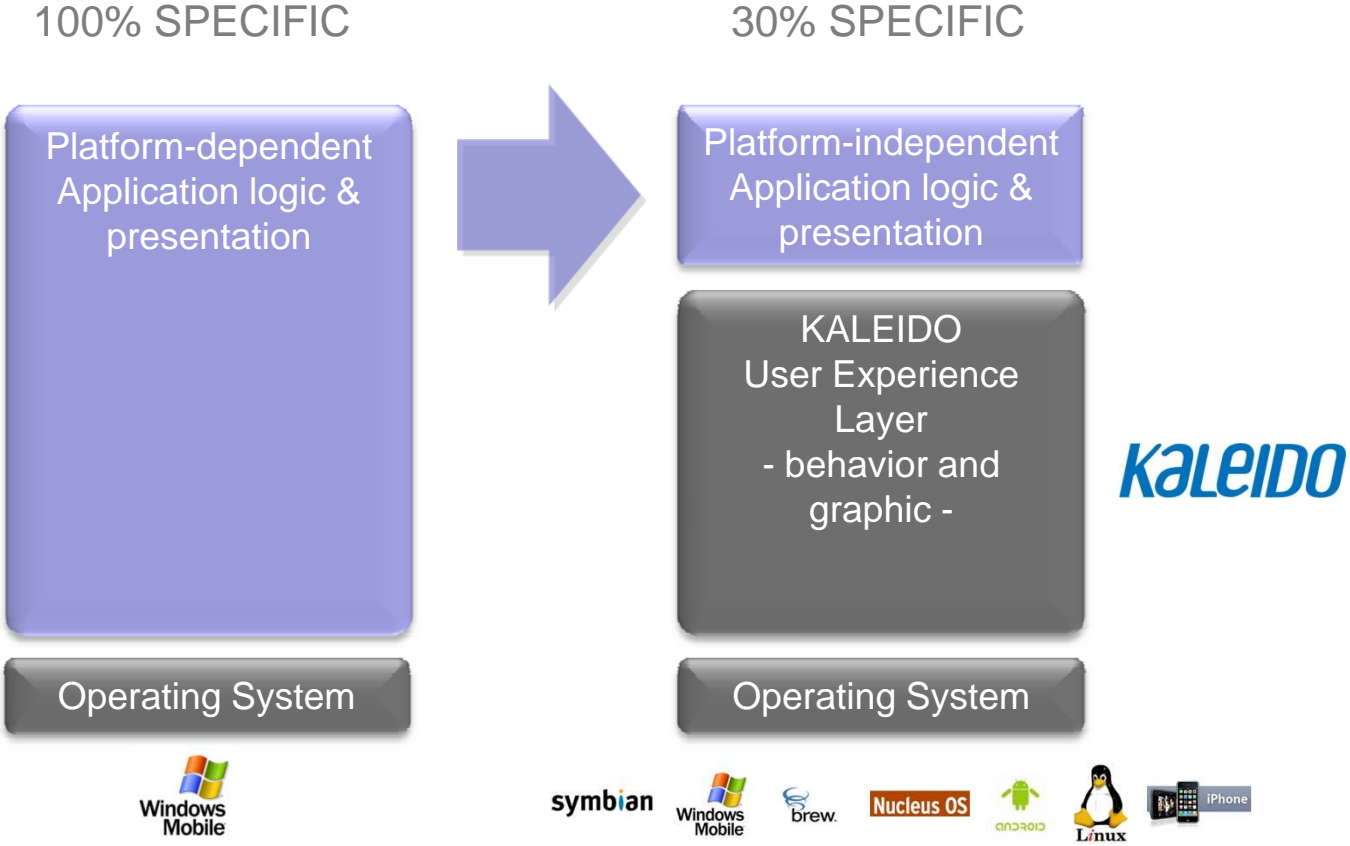 100% SPECIFIC
30% SPECIFIC
Platform-dependent
Application logic &
presentation
Platform-independent
Application logic &
presentation
KALEIDO
User Experience
Layer
- behavior and
graphic -
KaLeIDO
Operating System
Operating System
Windows
Mobile
symbian
Windows
Mobile
brew.
Nucleus OS
ANDROID
Linux
iPhone